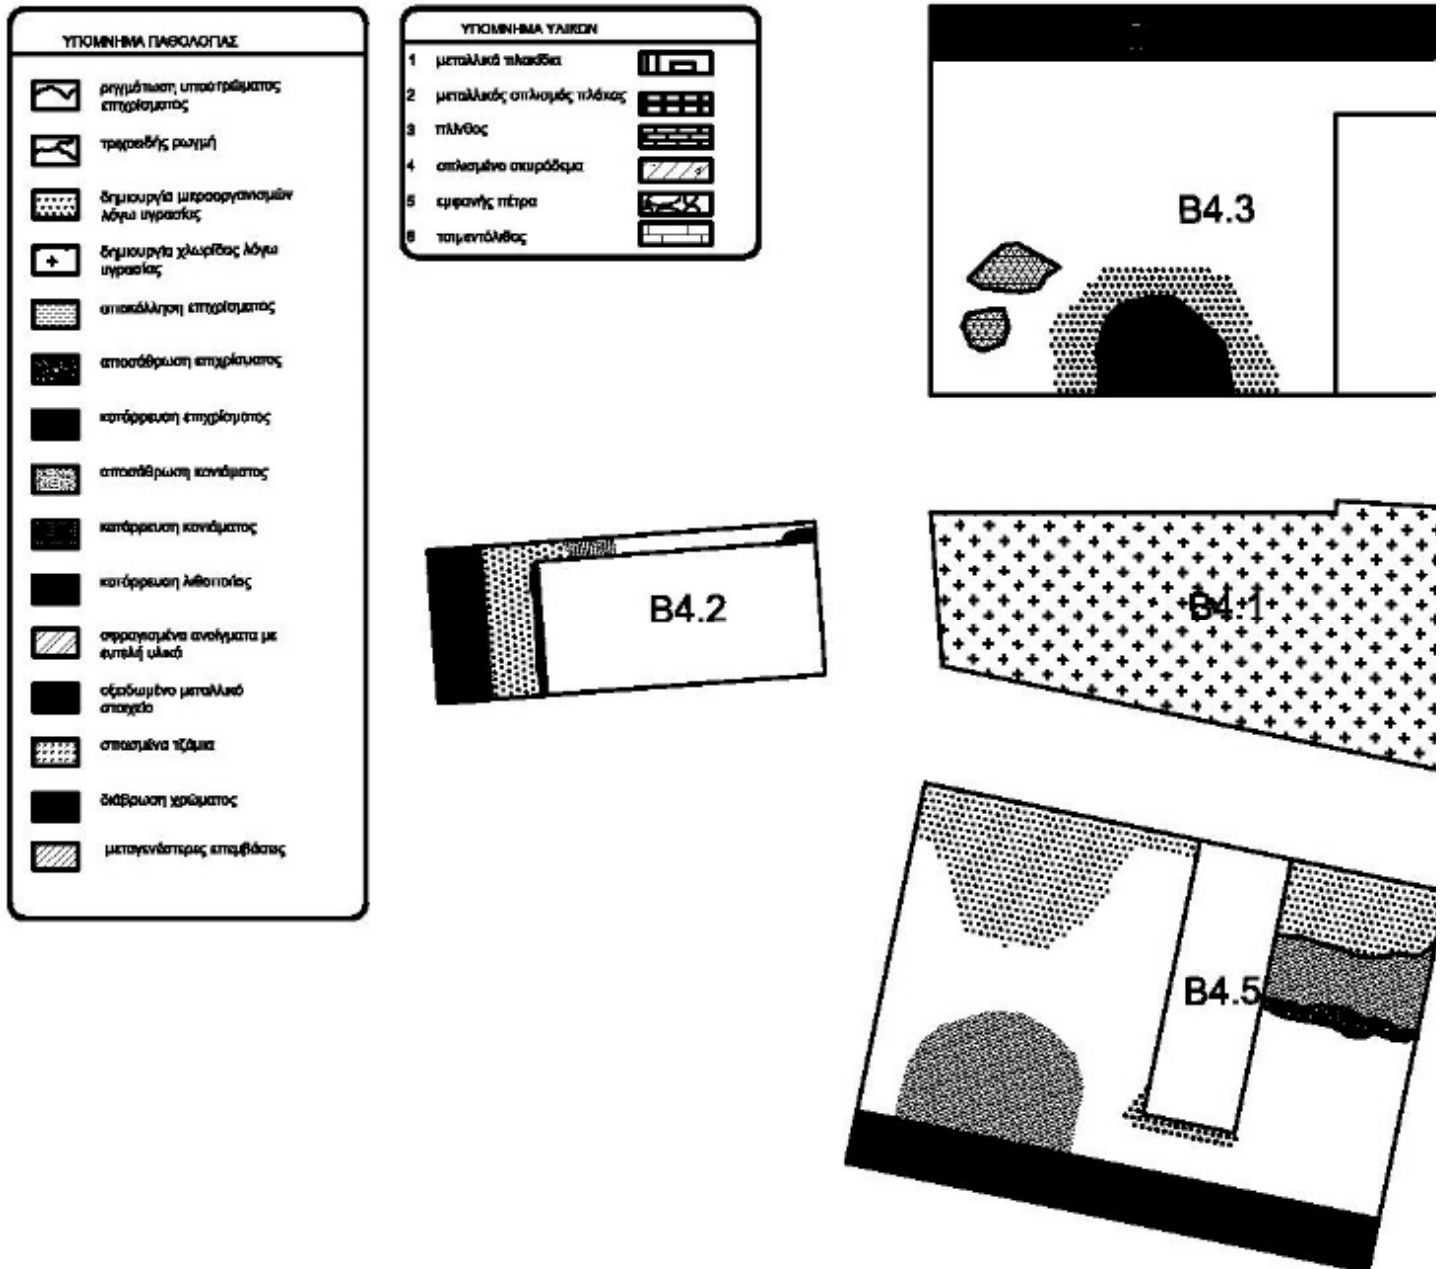 ΥΠΟΜΝΗΜΑ ΠΑΘΟΛΟΓΙΑΣ
ρηγμάτωση υποστρώματος
επιχρίσματος
τριχοειδής ρωγμή
δημιουργία μικροοργανισμών
λόγω υγρασίας
δημιουργία χλωρίδας λόγω
υγρασίας
αποκόλληση επιχρίσματος
αποσάθρωση επιχρίσματος
κατάρρευση επιχρίσματος
αποσάθρωση κονιάματος
κατάρρευση κονιάματος
κατάρρευση λιθοποιίας
σφραγισμένα ανοίγματα με
ευτελή υλικά
οξειδωμένο μεταλλικό
στοιχείο
σπασμένα τζάμια
διάβρωση χρώματος
μεταγενέστερες επεμβάσεις
ΥΠΟΜΝΗΜΑ ΥΛΙΚΩΝ
1 μεταλλικά πλακίδια
2 μεταλλικός οπλισμός πλάκας
3 πλίνθος
4 οπλισμένο σκυρόδεμα
5 εμφανής πέτρα
6 τσιμεντόλιθος
B4.3
B4.2
B4.1
B4.5